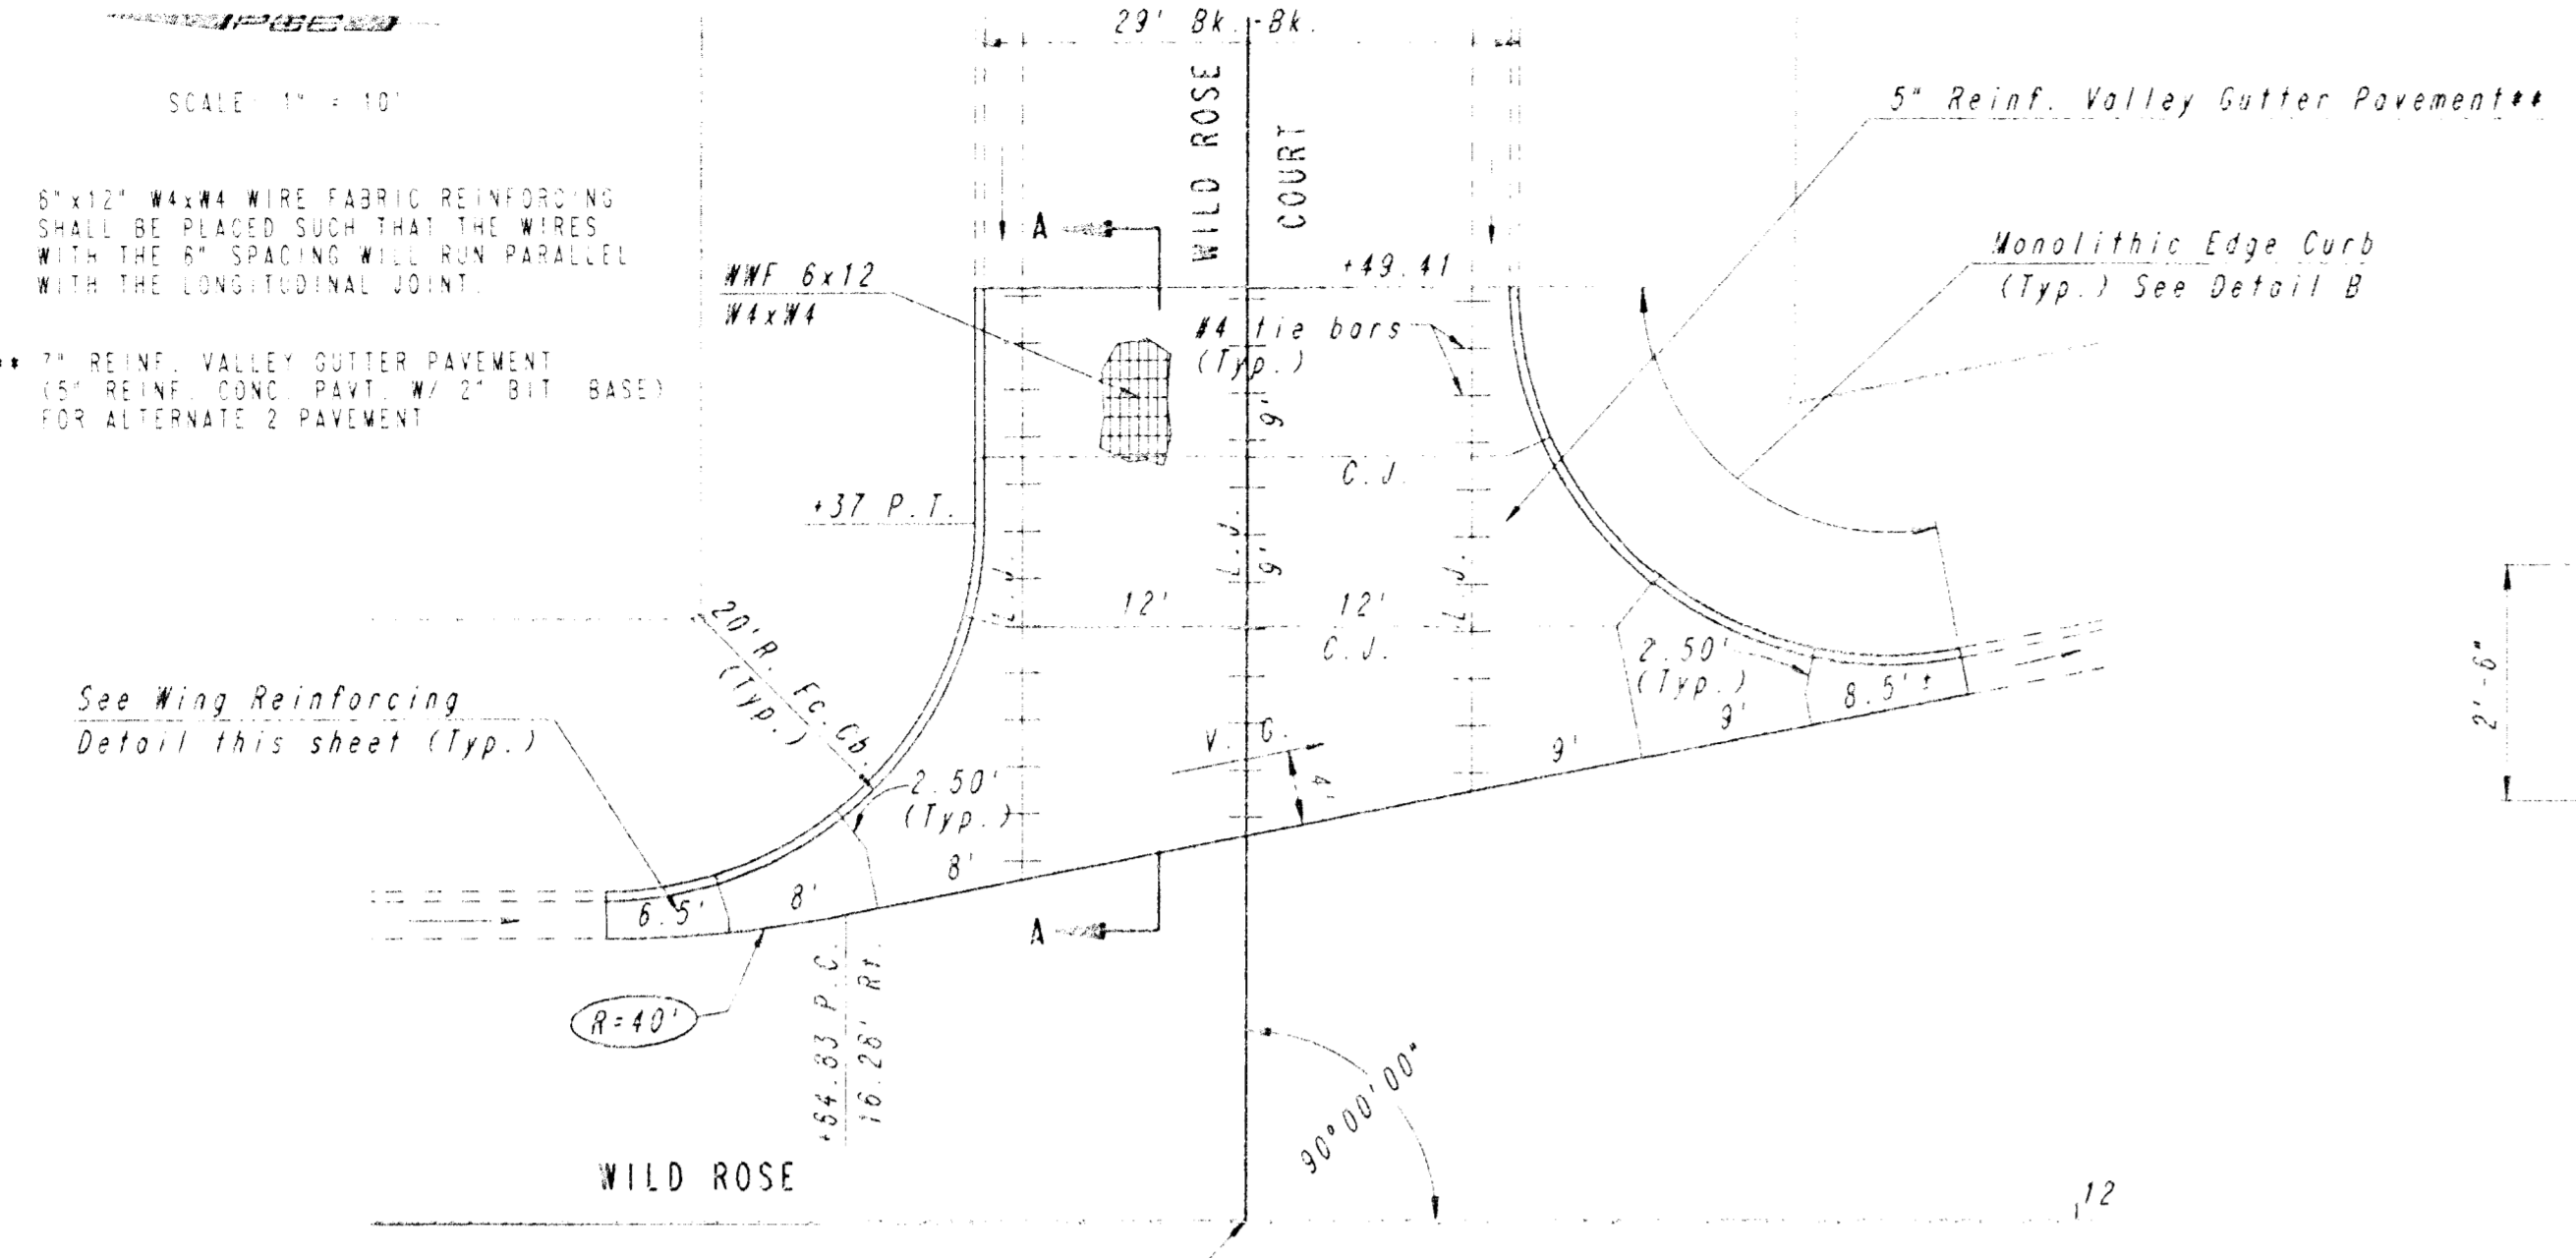 29' Bk.-Bk.
SCALE: 1" = 10'
5" Reinf. Valley Gutter Pavement**
WILD ROSE
COURT
6"x12" W4xW4 WIRE FABRIC REINFORCING
SHALL BE PLACED SUCH THAT THE WIRES
WITH THE 6" SPACING WILL RUN PARALLEL
WITH THE LONGITUDINAL JOINT.
A
Monolithic Edge Curb
(Typ.) See Detail B
+49.41
WWF 6x12
W4xW4
#4 tie bars
(Typ.)
** 7" REINF. VALLEY GUTTER PAVEMENT
(5" REINF. CONC. PAVT. W/ 2" BIT. BASE)
FOR ALTERNATE 2 PAVEMENT
9'
C.J.
+37 P.T.
L.J.
9'
L.J.
L.J.
12'
12'
C.J.
20'R. Fc.Cb.
(Typ.)
2.50'
(Typ.)
8.5'±
9'
9'
2'-6"
See Wing Reinforcing
Detail this sheet (Typ.)
V.G.
4'
2.50'
(Typ.)
8'
8'
6.5'
A
R=40'
+64.83 P.C.
16.28' Rt.
90°00'00"
WILD ROSE
12